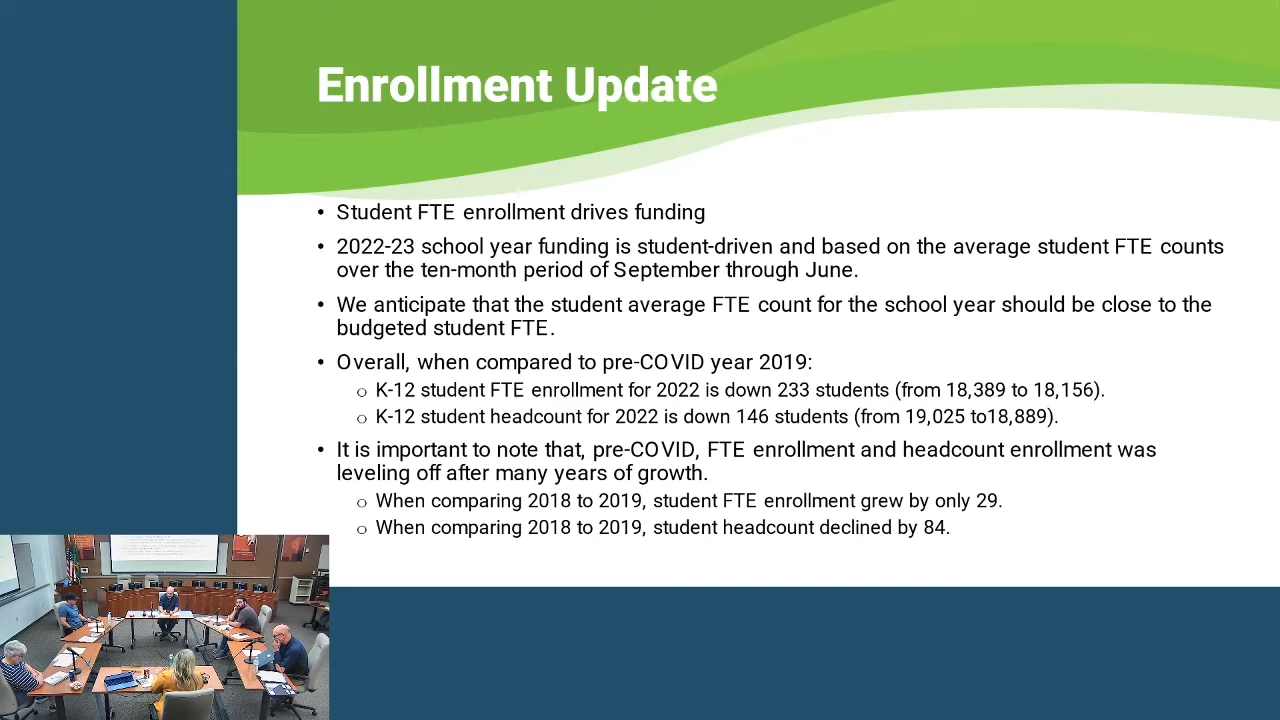 Enrollment Update
• Student FTE enrollment drives funding
• 2022-23 school year funding is student-driven and based on the average student FTE counts
over the ten-month period of September through June.
• We anticipate that the student average FTE count for the school year should be close to the
budgeted student FTE.
• Overall, when compared to pre-COVID year 2019:
o K-12 student FTE enrollment for 2022 is down 233 students (from 18,389 to 18,156).
o K-12 student headcount for 2022 is down 146 students (from 19,025 to18,889).
• It is important to note that, pre-COVID, FTE enrollment and headcount enrollment was
leveling off after many years of growth.
o When comparing 2018 to 2019, student FTE enrollment grew by only 29.
o When comparing 2018 to 2019, student headcount declined by 84.